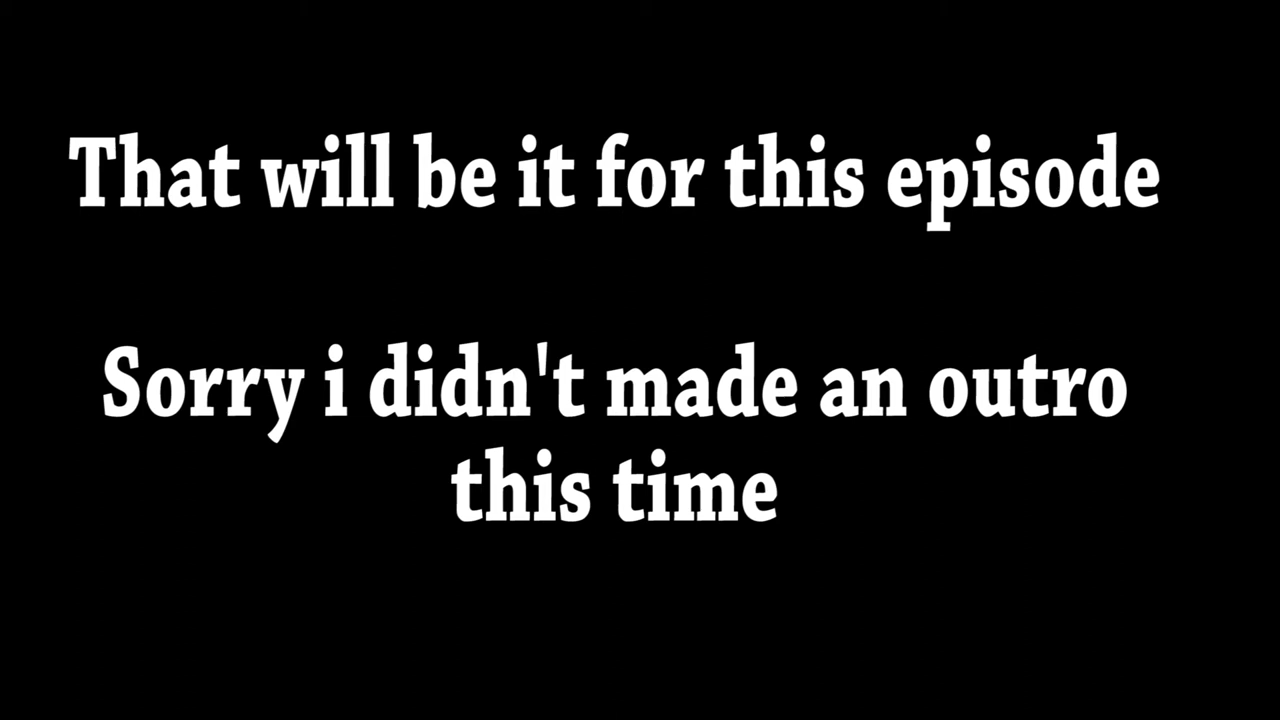 That will be it for this episode
Sorry i didn't made an outro
this time